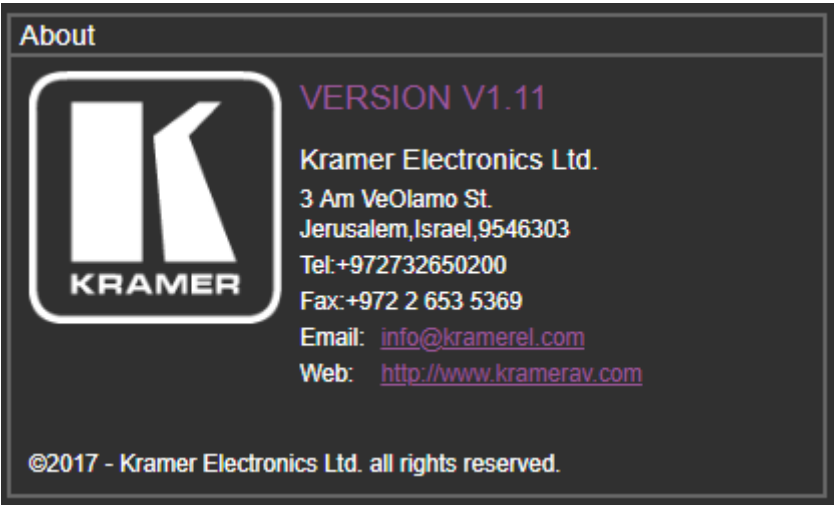 About
VERSION V1.11
Kramer Electronics Ltd.
3 Am VeOlamo St.
Jerusalem,Israel,9546303
Tel:+972732650200
Fax:+972 2 653 5369
Email: info@kramerel.com
Web: http://www.kramerav.com
KRAMER
©2017 - Kramer Electronics Ltd. all rights reserved.